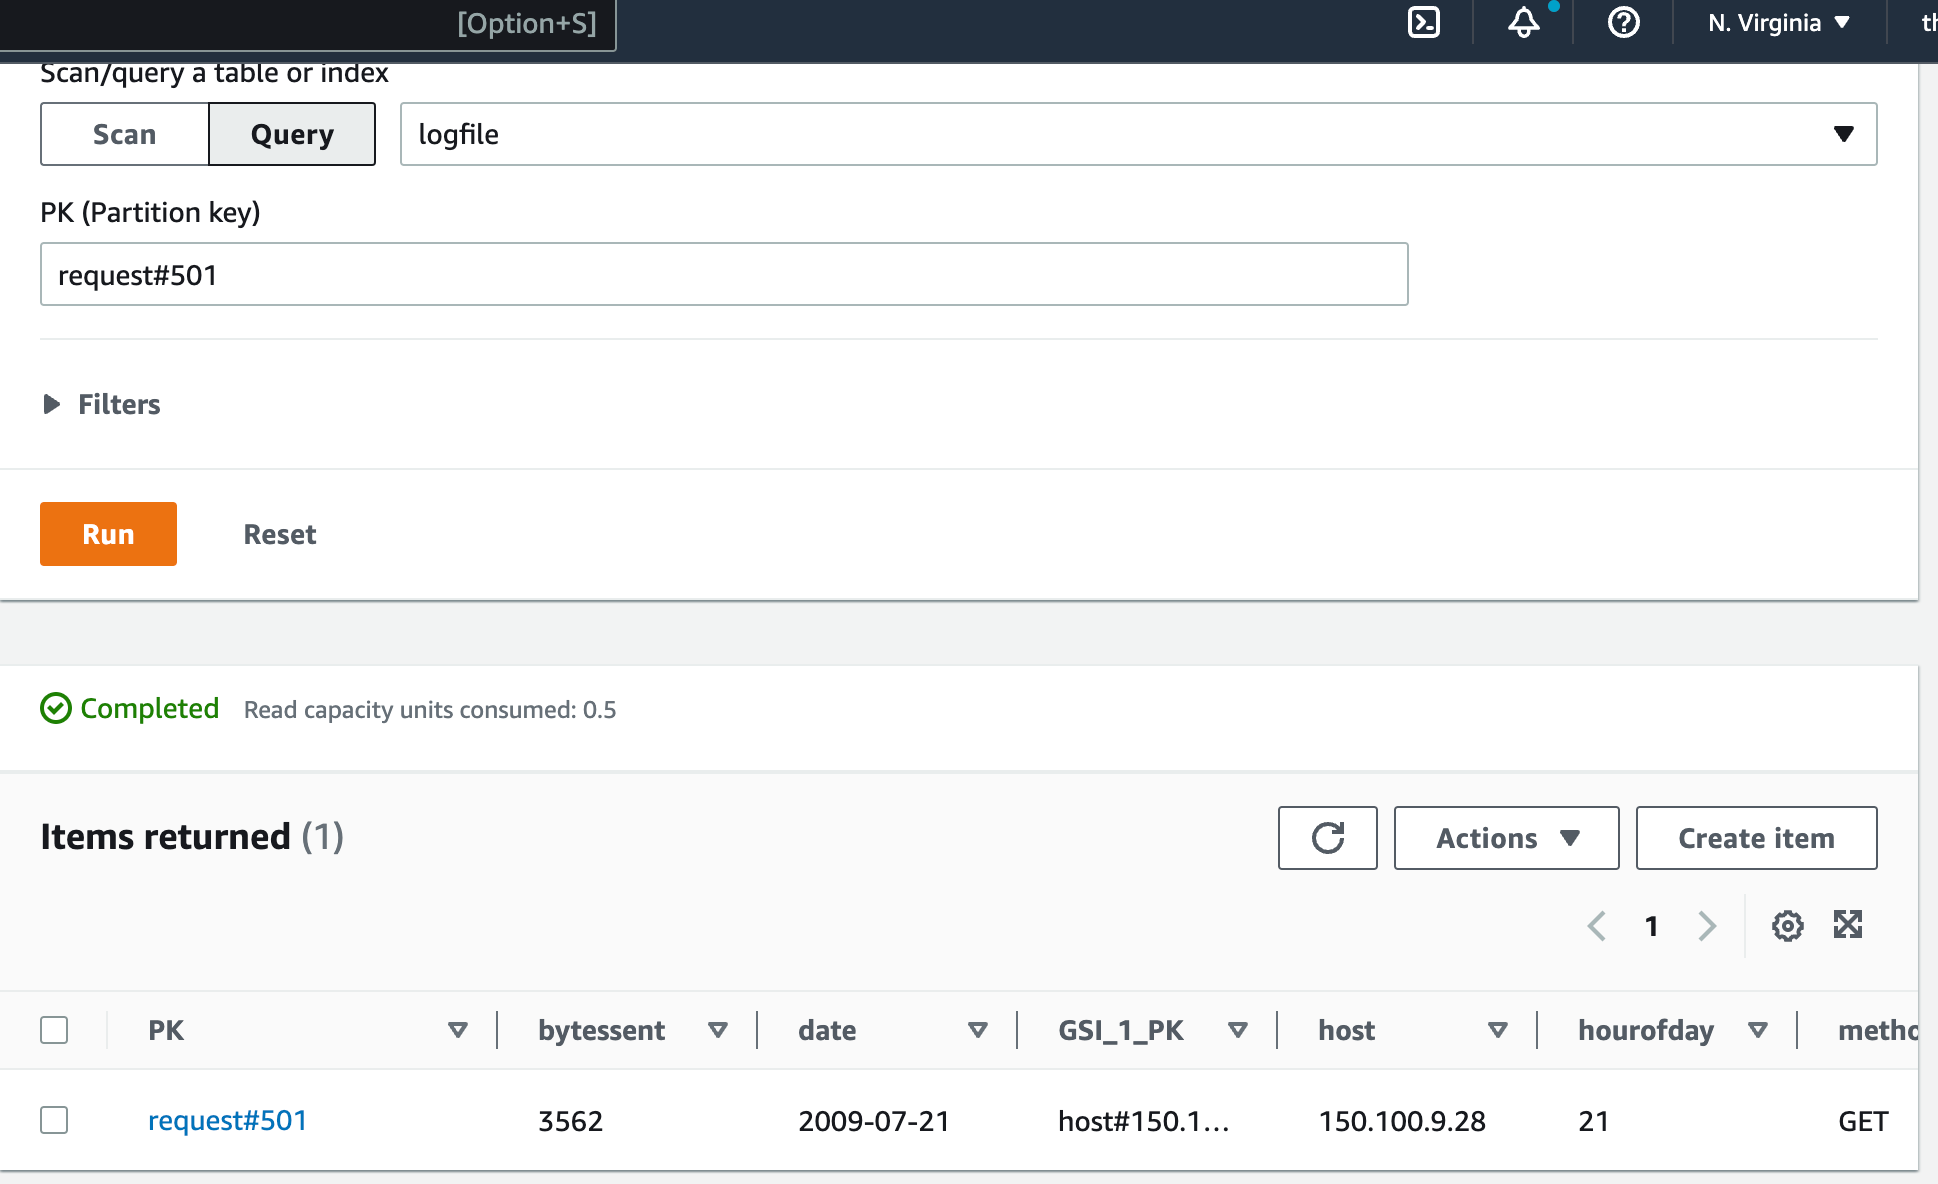 [Option+S] N. Virginia
Scan/query a table or index
Scan Query logfile
PK (Partition key)
request#501
Filters
Run Reset
Completed Read capacity units consumed: 0.5
Items returned (1) Actions Create item
1
PK bytessent date GSI_1_PK host hourofday
request#501 3562 2009-07-21 host#150.1... 150.100.9.28 21 GET